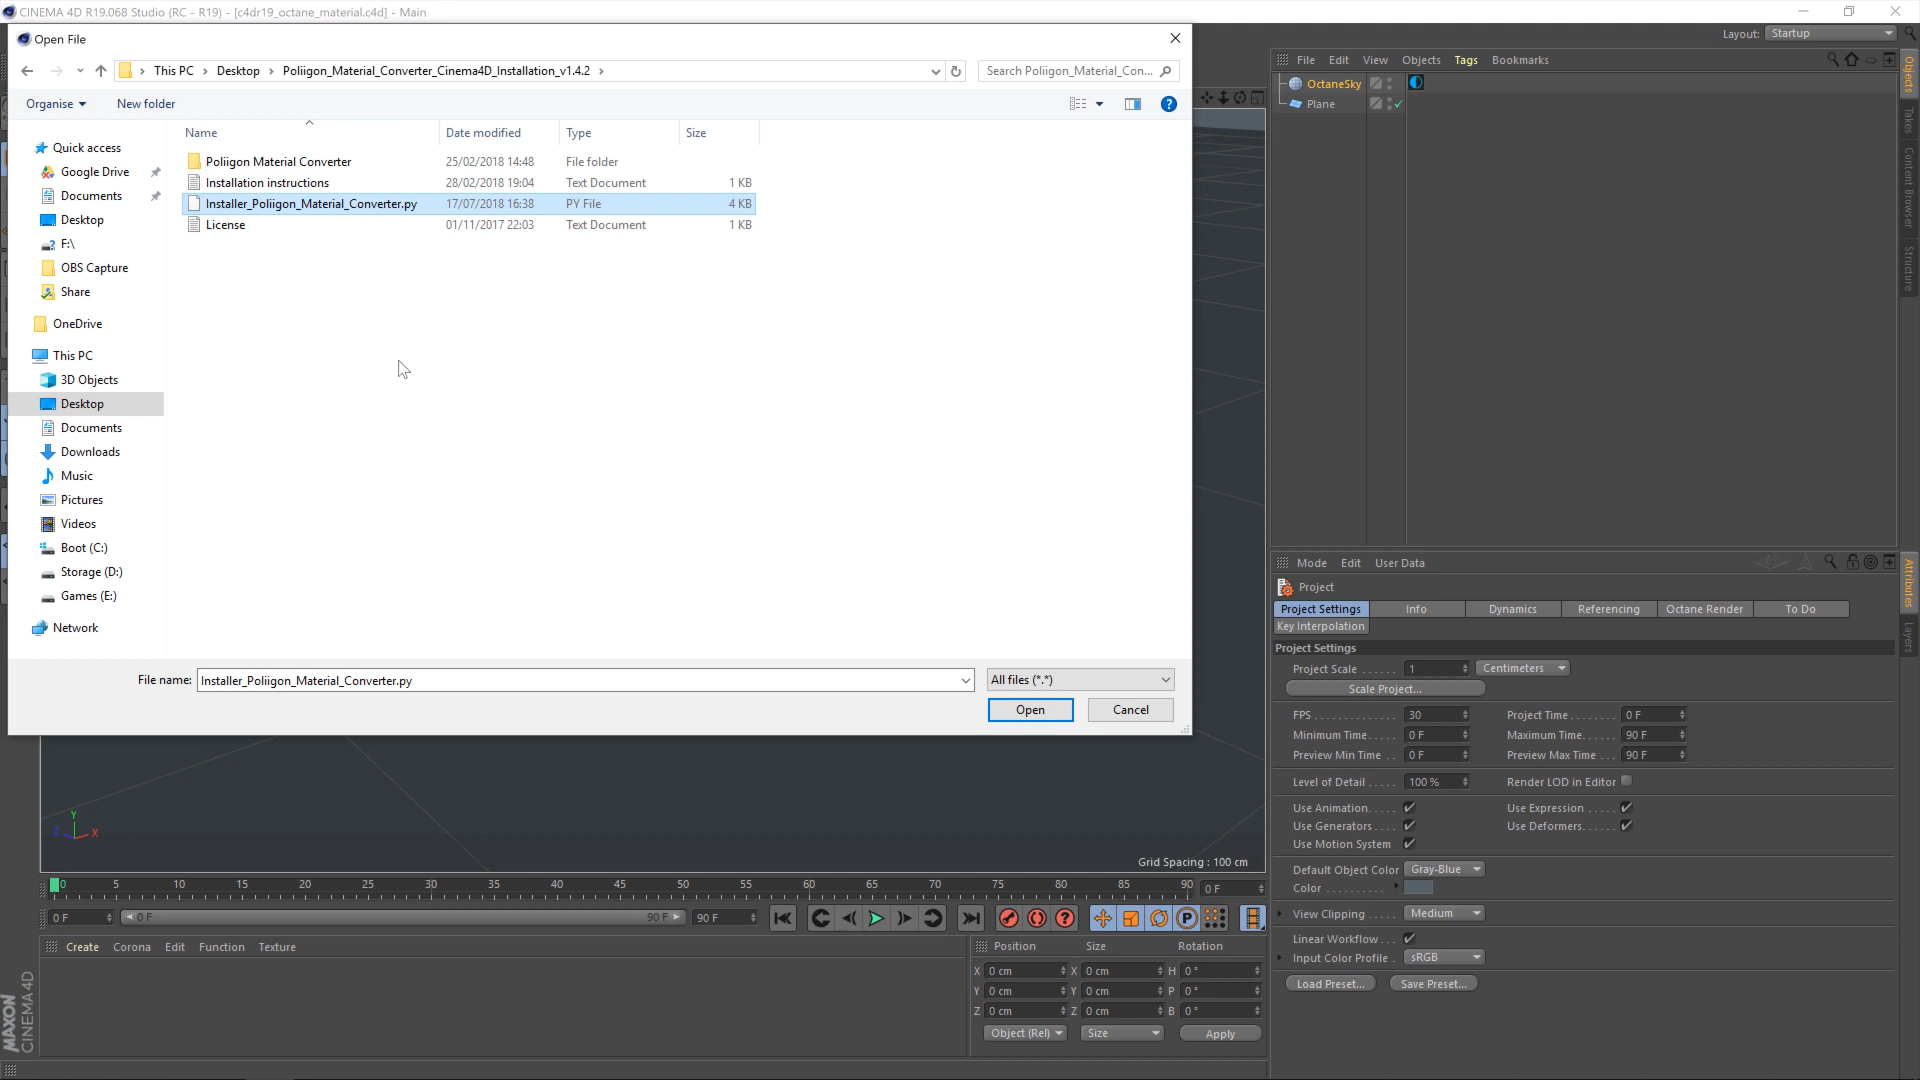 CINEMA 4D R19.068 Studio (RC - R19) - [c4dr19_octane_material.c4d] - Main
Layout: Startup
Open File
This PC > Desktop > Poliigon_Material_Converter_Cinema4D_Installation_v1.4.2 >
Search Poliigon_Material_Con...
Organise
New folder
Name
Date modified
Type
Size
Poliigon Material Converter 25/02/2018 14:48 File folder
Installation instructions 28/02/2018 19:04 Text Document 1 KB
Installer_Poliigon_Material_Converter.py 17/07/2018 16:38 PY File 4 KB
License 01/11/2017 22:03 Text Document 1 KB
Quick access
Google Drive
Documents
Desktop
F:\
OBS Capture
Share
OneDrive
This PC
3D Objects
Desktop
Documents
Downloads
Music
Pictures
Videos
Boot (C:)
Storage (D:)
Games (E:)
Network
File name: Installer_Poliigon_Material_Converter.py
All files (*.*)
Open
Cancel
File Edit View Objects Tags Bookmarks
OctaneSky
Plane
Objects
Takes
Content Browser
Structure
Mode Edit User Data
Project
Project Settings Info Dynamics Referencing Octane Render To Do
Key Interpolation
Project Settings
Project Scale ...... 1 Centimeters
Scale Project...
FPS ............. 30 Project Time ....... 0 F
Minimum Time ..... 0 F Maximum Time ...... 90 F
Preview Min Time .. 0 F Preview Max Time ... 90 F
Level of Detail ..... 100 % Render LOD in Editor
Use Animation ..... Use Expression .....
Use Generators .... Use Deformers ......
Use Motion System
Default Object Color Gray-Blue
Color ..........
View Clipping ..... Medium
Linear Workflow ...
Input Color Profile . sRGB
Load Preset... Save Preset...
Attributes
Layers
Y
Z X
Grid Spacing : 100 cm
0 5 10 15 20 25 30 35 40 45 50 55 60 65 70 75 80 85 90 0 F
0 F 0 F 90 F 90 F
P
Create Corona Edit Function Texture
Position Size Rotation
X 0 cm X 0 cm H 0 °
Y 0 cm Y 0 cm P 0 °
Z 0 cm Z 0 cm B 0 °
Object (Rel) Size Apply
MAXON
CINEMA 4D